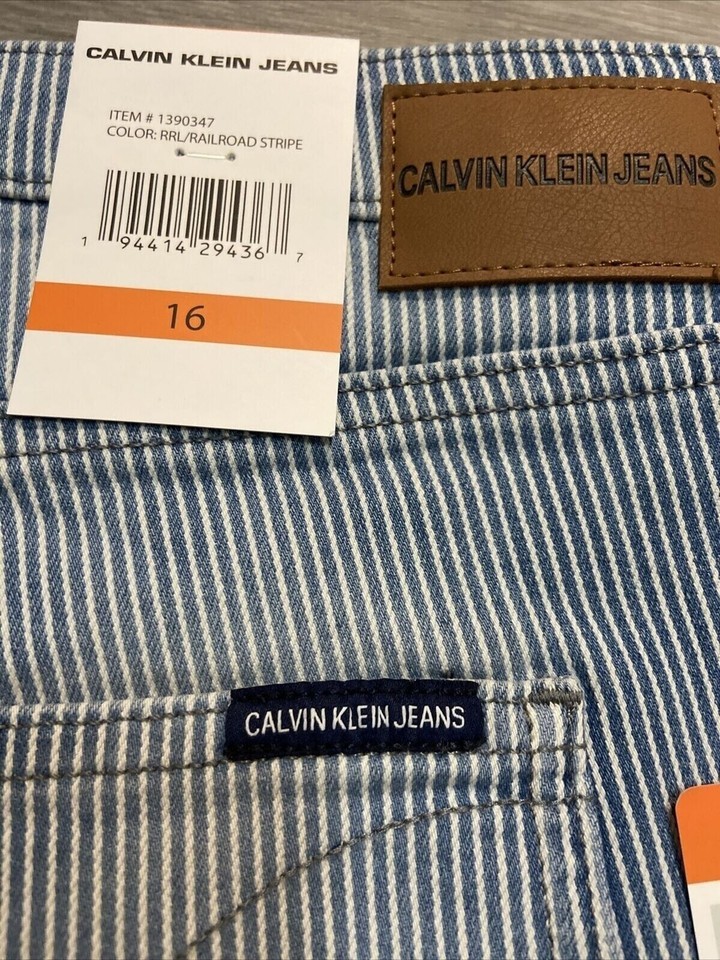 CALVIN KLEIN JEANS
ITEM # 1390347
COLOR: RRL/RAILROAD STRIPE
1 94414 29436 7
16
CALVIN KLEIN JEANS
CALVIN KLEIN JEANS